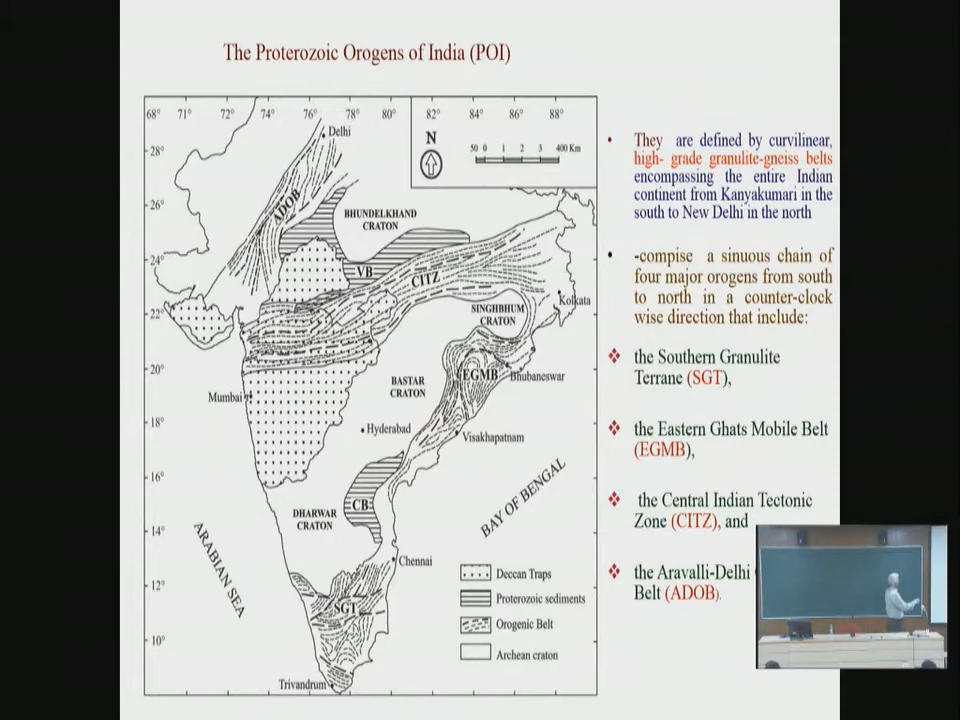 The Proterozoic Orogens of India (POI)
68° 71° 74° 76° 78° 80° 82° 84° 86° 88°
Delhi
N
50 0 1 2 3 400 Km
28°
26°
24°
22°
20°
18°
16°
14°
12°
10°
ADOB
BHUNDELKHAND
CRATON
VB
CITZ
Kolkata
SINGHBHUM
CRATON
EGMB
Bhubaneswar
BASTAR
CRATON
Mumbai
Hyderabad
Visakhapatnam
CB
DHARWAR
CRATON
BAY OF BENGAL
ARABIAN SEA
Chennai
SGT
Trivandrum
Deccan Traps
Proterozoic sediments
Orogenic Belt
Archean craton
• They are defined by curvilinear,
high- grade granulite-gneiss belts
encompassing the entire Indian
continent from Kanyakumari in the
south to New Delhi in the north
• -compise a sinuous chain of
four major orogens from south
to north in a counter-clock
wise direction that include:
❖ the Southern Granulite
Terrane (SGT),
❖ the Eastern Ghats Mobile Belt
(EGMB),
❖ the Central Indian Tectonic
Zone (CITZ), and
❖ the Aravalli-Delhi
Belt (ADOB).